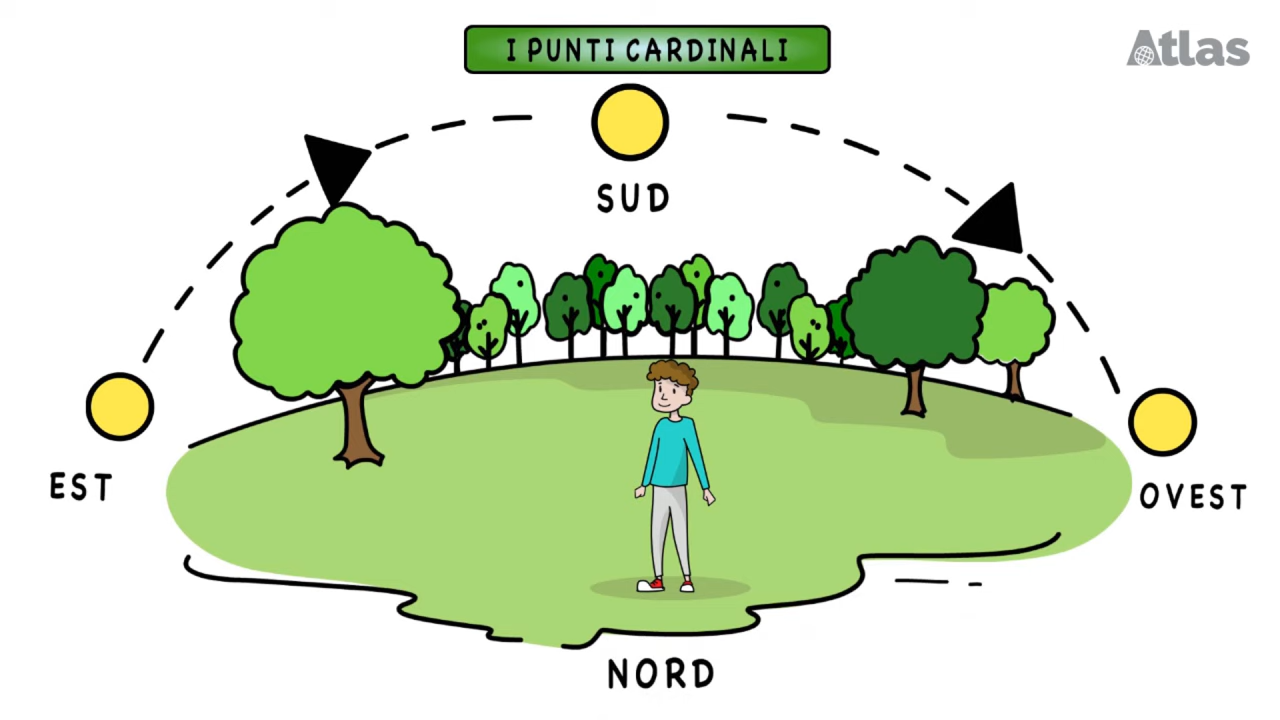 I PUNTI CARDINALI
Atlas
SUD
EST
OVEST
NORD